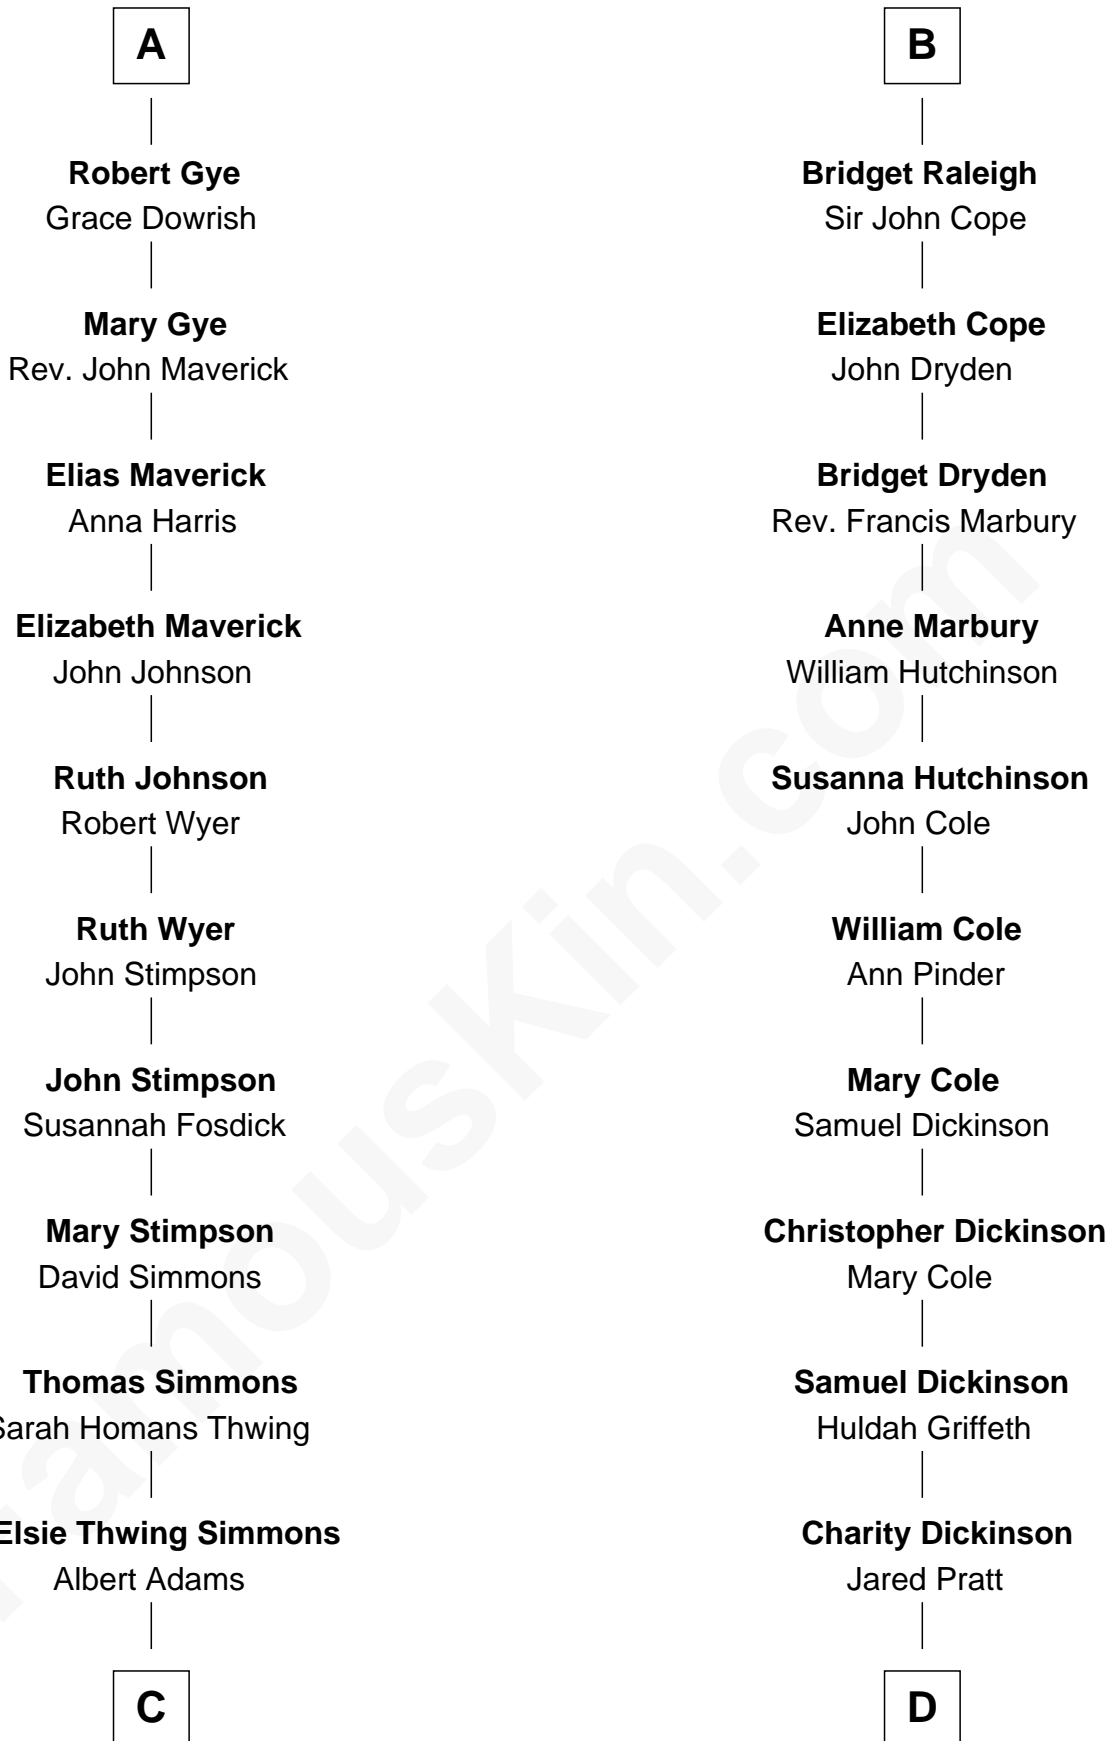 A
Robert Gye
Grace Dowrish
Mary Gye
Rev. John Maverick
Elias Maverick
Anna Harris
Elizabeth Maverick
John Johnson
Ruth Johnson
Robert Wyer
Ruth Wyer
John Stimpson
John Stimpson
Susannah Fosdick
Mary Stimpson
David Simmons
Thomas Simmons
Sarah Homans Thwing
Elsie Thwing Simmons
Albert Adams
C
B
Bridget Raleigh
Sir John Cope
Elizabeth Cope
John Dryden
Bridget Dryden
Rev. Francis Marbury
Anne Marbury
William Hutchinson
Susanna Hutchinson
John Cole
William Cole
Ann Pinder
Mary Cole
Samuel Dickinson
Christopher Dickinson
Mary Cole
Samuel Dickinson
Huldah Griffeth
Charity Dickinson
Jared Pratt
D
FamousKin.com